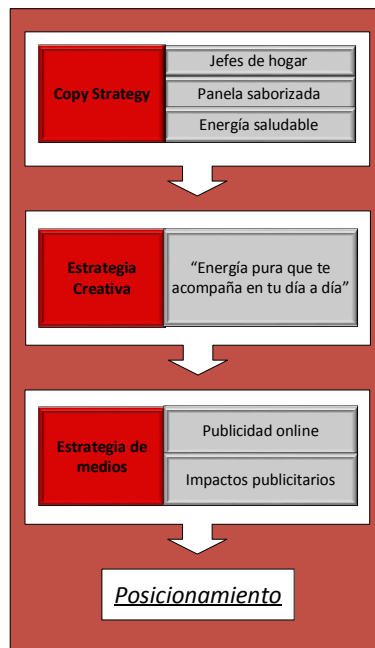 Copy Strategy
Jefes de hogar
Panela saborizada
Energía saludable
Estrategia
Creativa
“Energía pura que te
acompaña en tu día a día”
Estrategia de
medios
Publicidad online
Impactos publicitarios
Posicionamiento